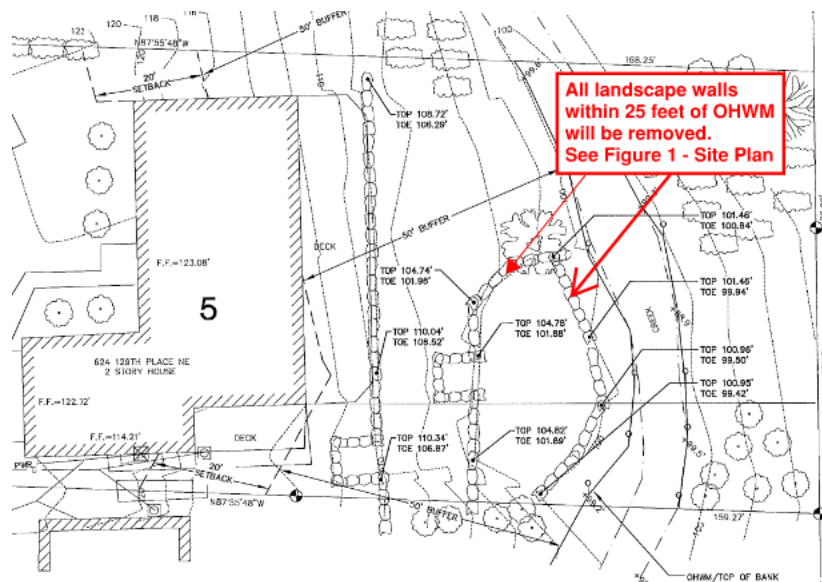 122
120
118
116
N87'55'48"W
20'
SETBACK
50' BUFFER
110
100
168.25'
All landscape walls
within 25 feet of OHWM
will be removed.
See Figure 1 - Site Plan
TOP 108.72'
TOE 106.29'
50' BUFFER
DECK
TOP 101.46'
TOE 100.84'
F.F.=123.08'
TOP 104.74'
TOE 101.96'
5
TOP 101.46'
TOE 99.94'
CREEK
TOP 110.04'
TOE 108.52'
TOP 104.78'
TOE 101.88'
TOP 100.96'
TOE 99.50'
624 129TH PLACE NE
2 STORY HOUSE
F.F.=122.72'
TOP 100.95'
TOE 99.42'
F.F.=114.21'
DECK
TOP 110.34'
TOE 106.87'
TOP 104.82'
TOE 101.89'
PWR
20'
SETBACK
N87'55'48"W
50' BUFFER
159.27'
OHWM/TOP OF BANK